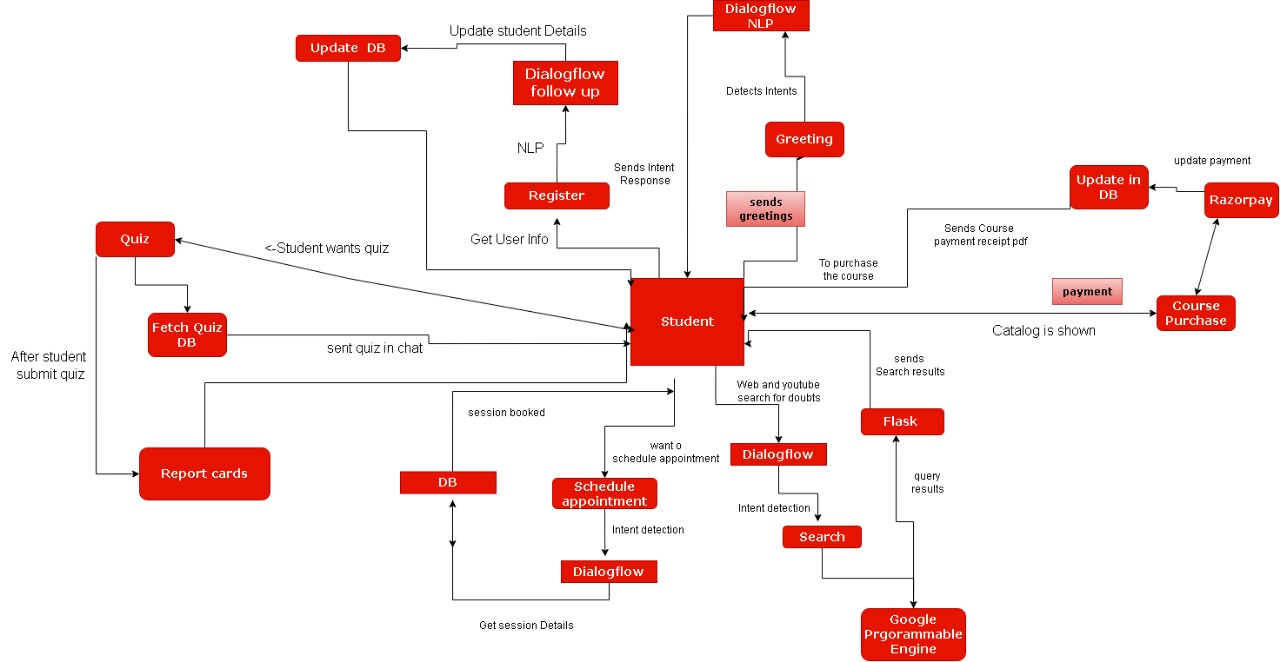 Dialogflow
NLP
Update student Details
Update  DB
Dialogflow
follow up
Detects Intents
Greeting
NLP
Sends Intent
Response
update payment
Update in
DB
Razorpay
Register
sends
greetings
Sends Course
payment receipt pdf
Quiz
<-Student wants quiz
Get User Info
To purchase
the course
payment
Student
Course
Purchase
Catalog is shown
Fetch Quiz
DB
sent quiz in chat
After student
submit quiz
sends
Search results
Web and youtube
search for doubts
session booked
Flask
want o
schedule appointment
Dialogflow
Report cards
DB
Schedule
appointment
query
results
Intent detection
Intent detection
Search
Dialogflow
Get session Details
Google
Prgorammable
Engine